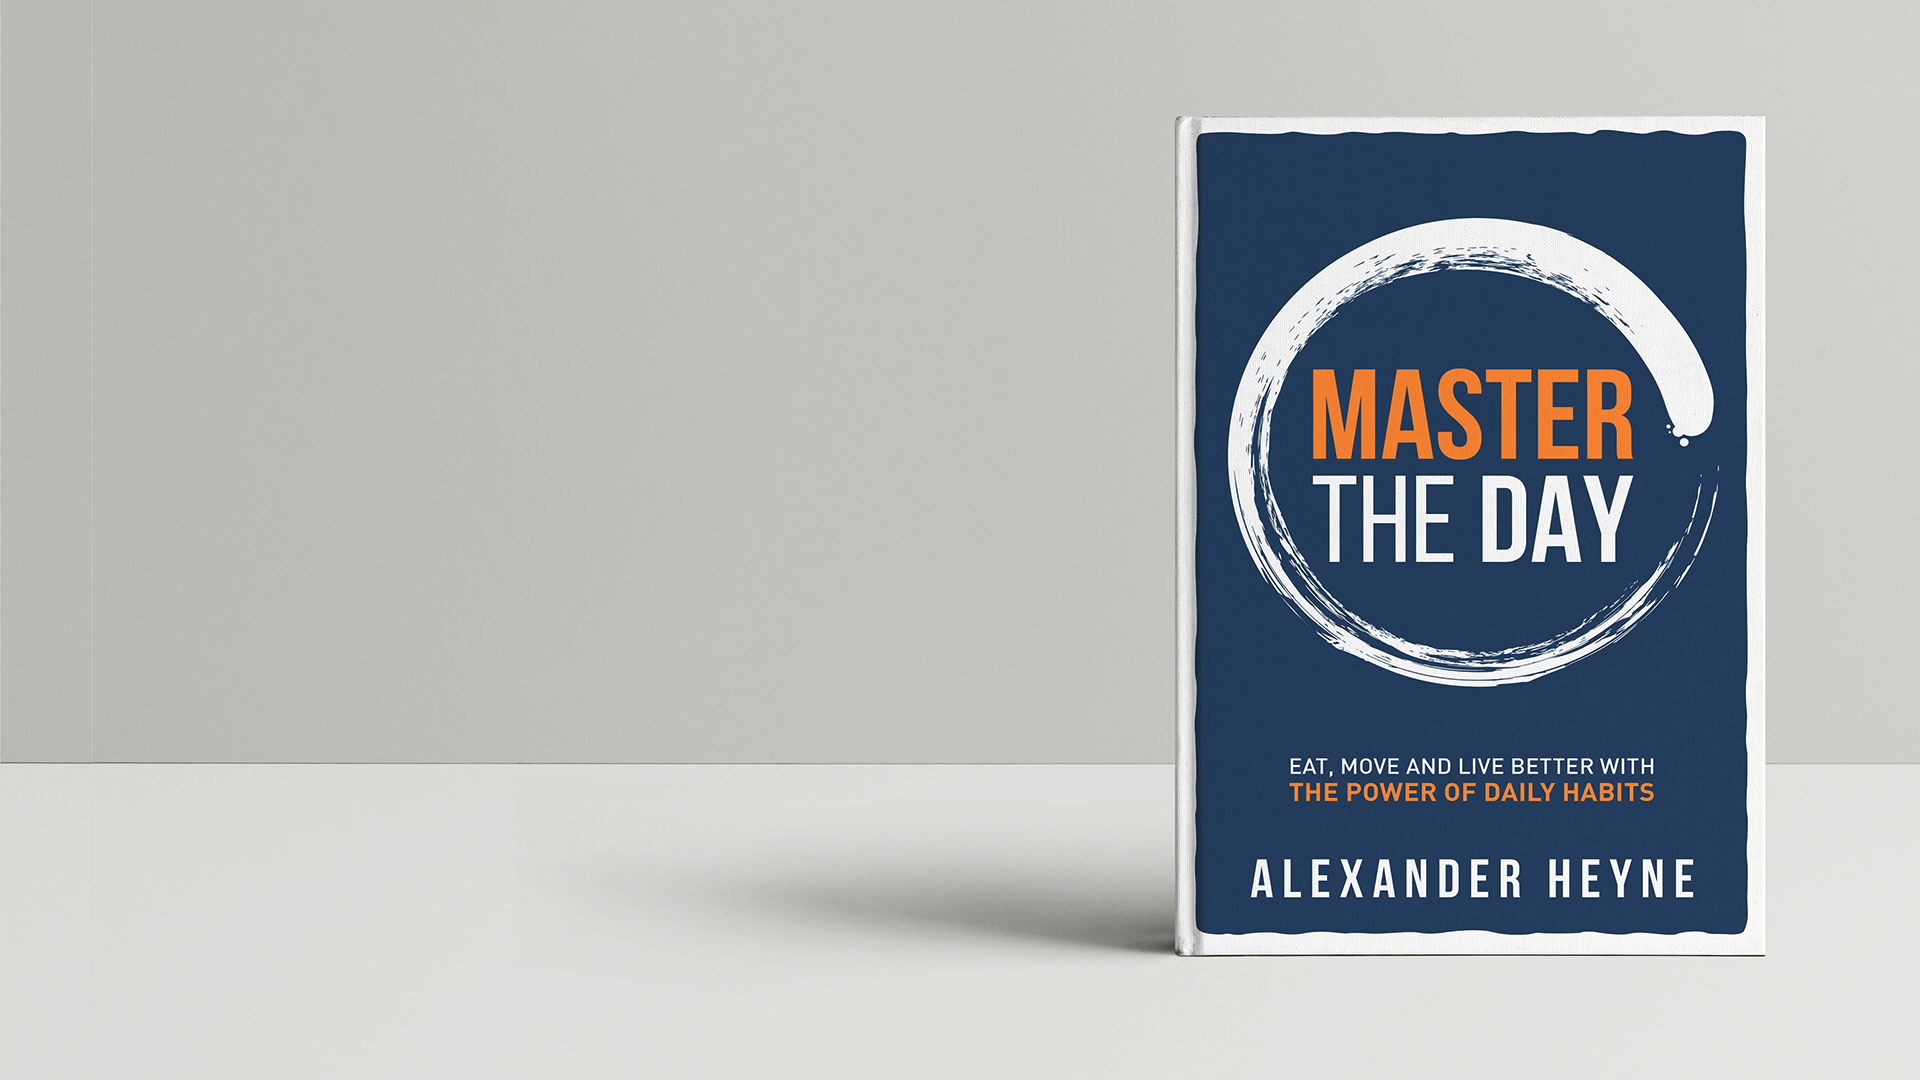 MASTER
THE DAY
EAT, MOVE AND LIVE BETTER WITH
THE POWER OF DAILY HABITS
ALEXANDER HEYNE